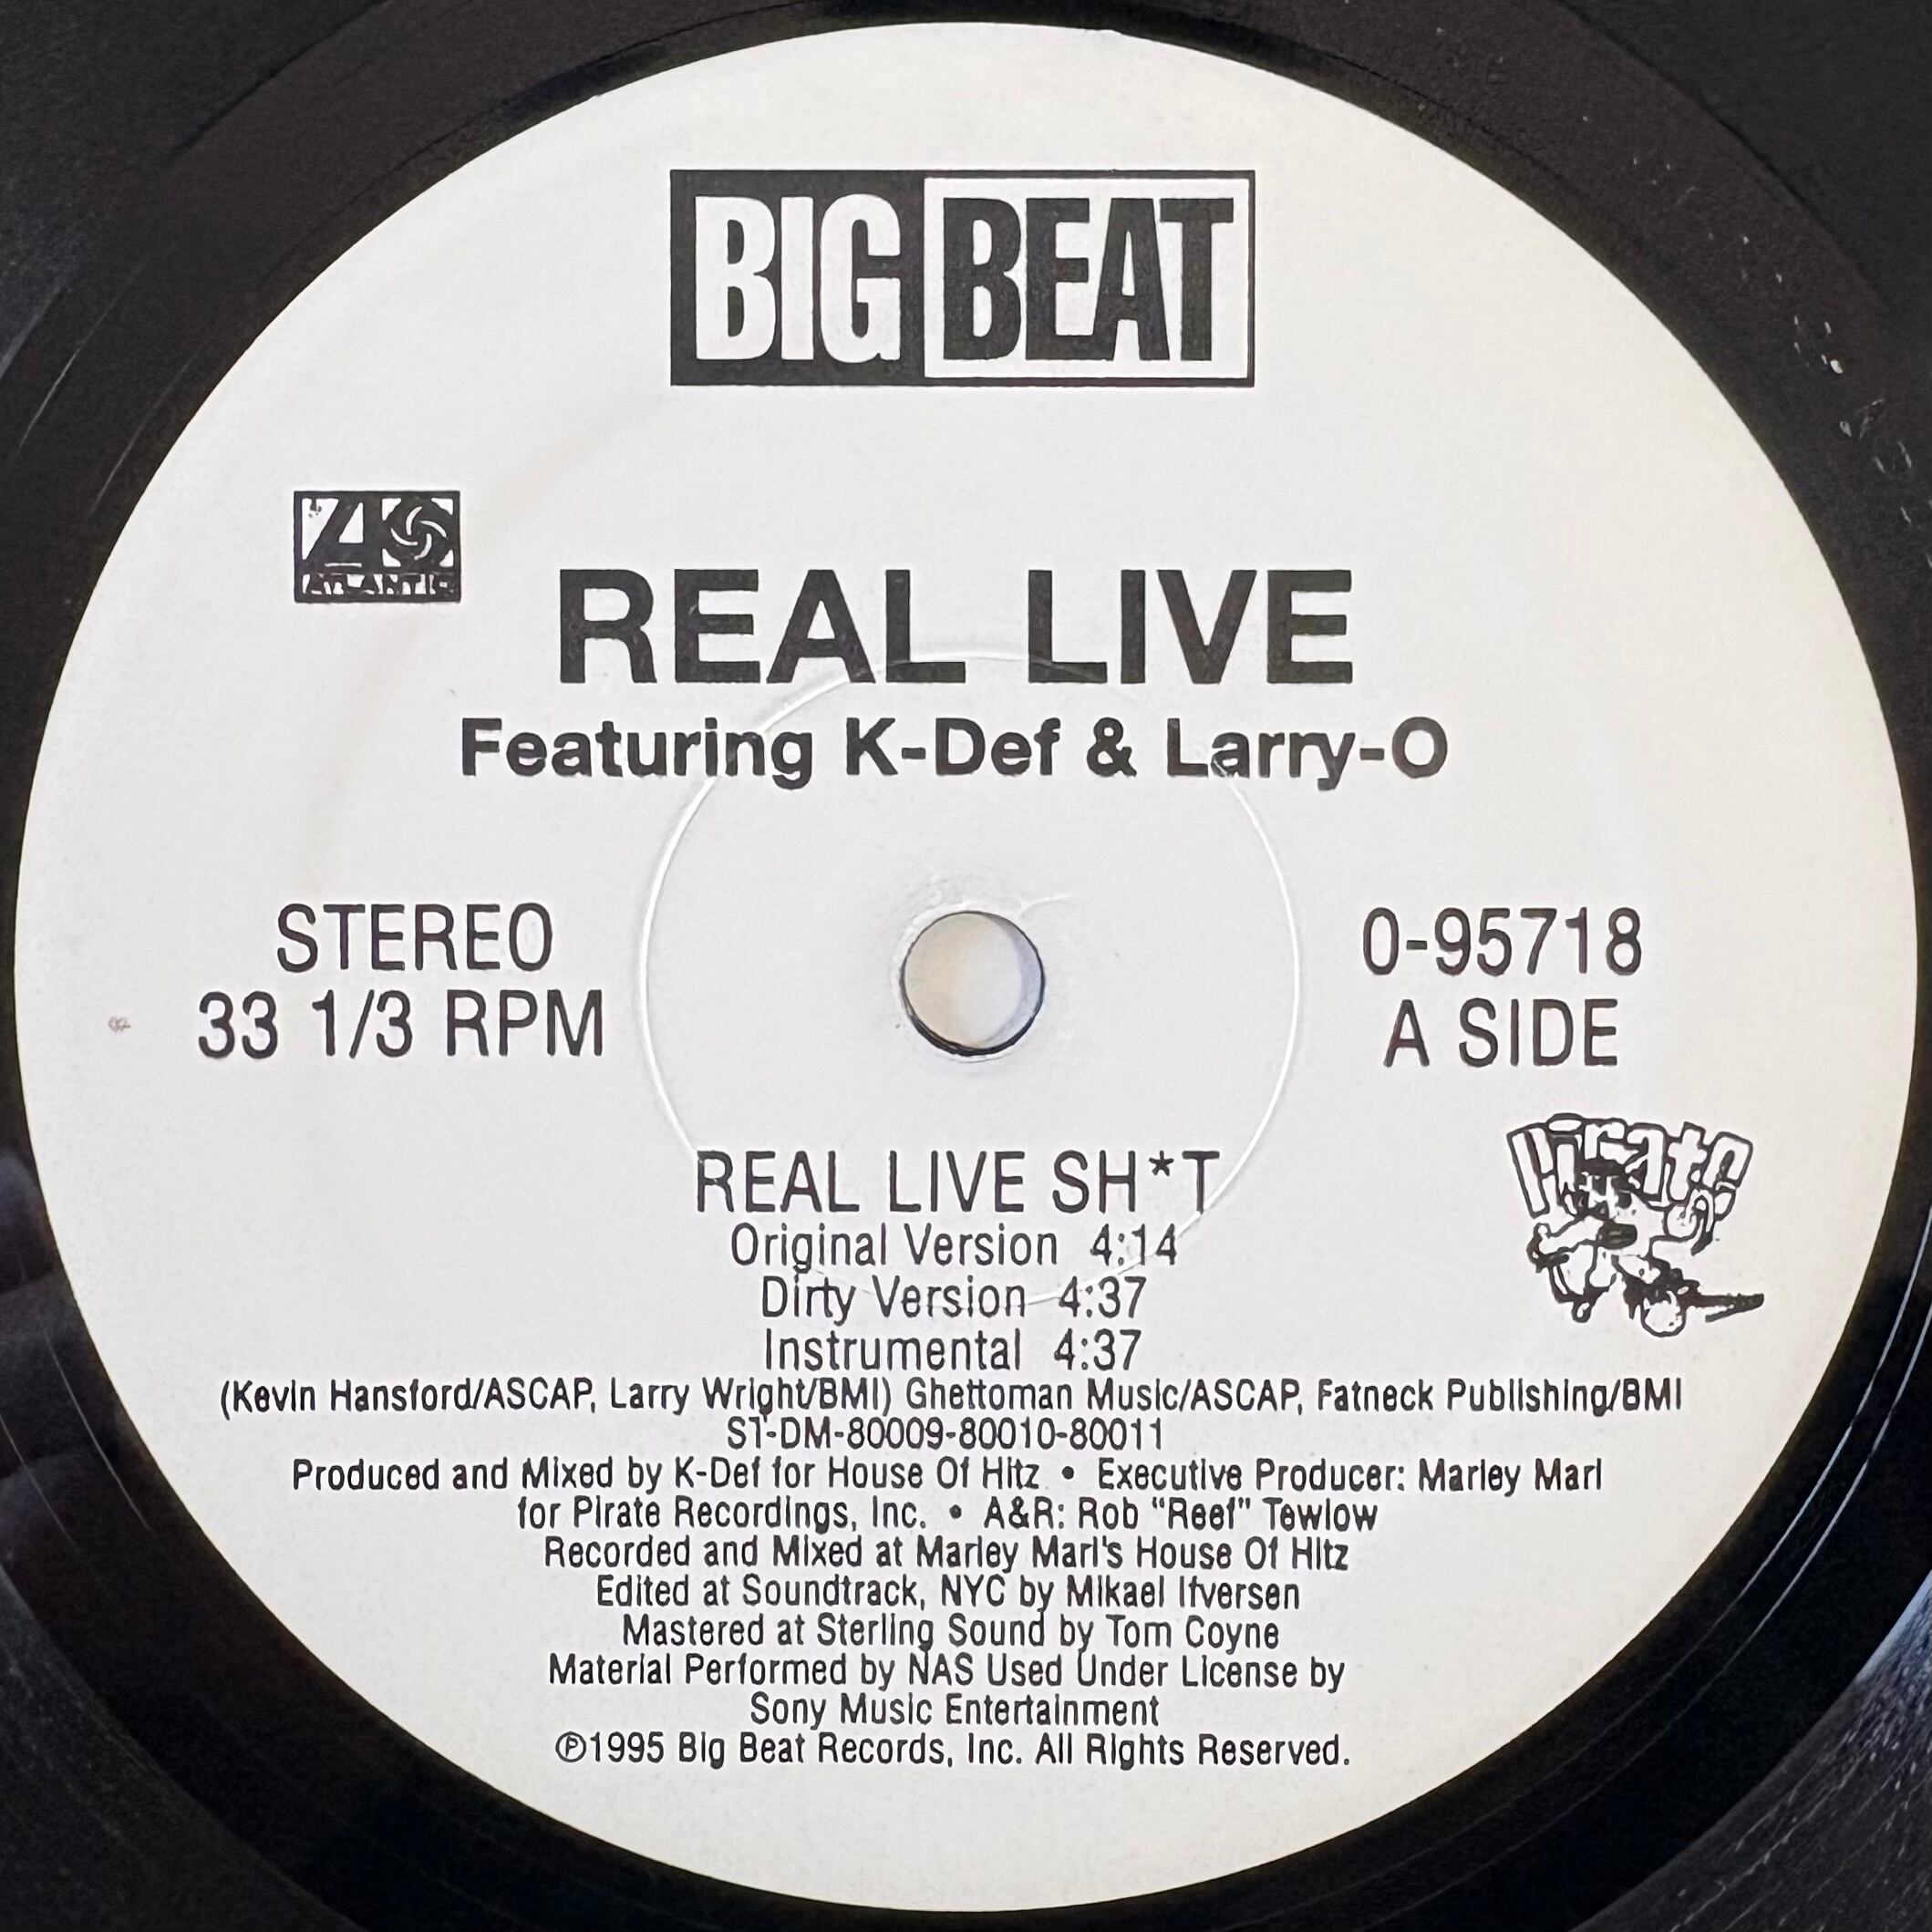 BIG BEAT
ATLANTIC
REAL LIVE
Featuring K-Def & Larry-O
STEREO
33 1/3 RPM
0-95718
A SIDE
Pirate
REAL LIVE SH*T
Original Version 4:14
Dirty Version 4:37
Instrumental 4:37
(Kevin Hansford/ASCAP, Larry Wright/BMI) Ghettoman Music/ASCAP, Fatneck Publishing/BMI
ST-DM-80009-80010-80011
Produced and Mixed by K-Def for House Of Hitz • Executive Producer: Marley Marl
for Pirate Recordings, Inc. • A&R: Rob "Reef" Tewlow
Recorded and Mixed at Marley Marl's House Of Hitz
Edited at Soundtrack, NYC by Mikael Ifversen
Mastered at Sterling Sound by Tom Coyne
Material Performed by NAS Used Under License by
Sony Music Entertainment
℗1995 Big Beat Records, Inc. All Rights Reserved.